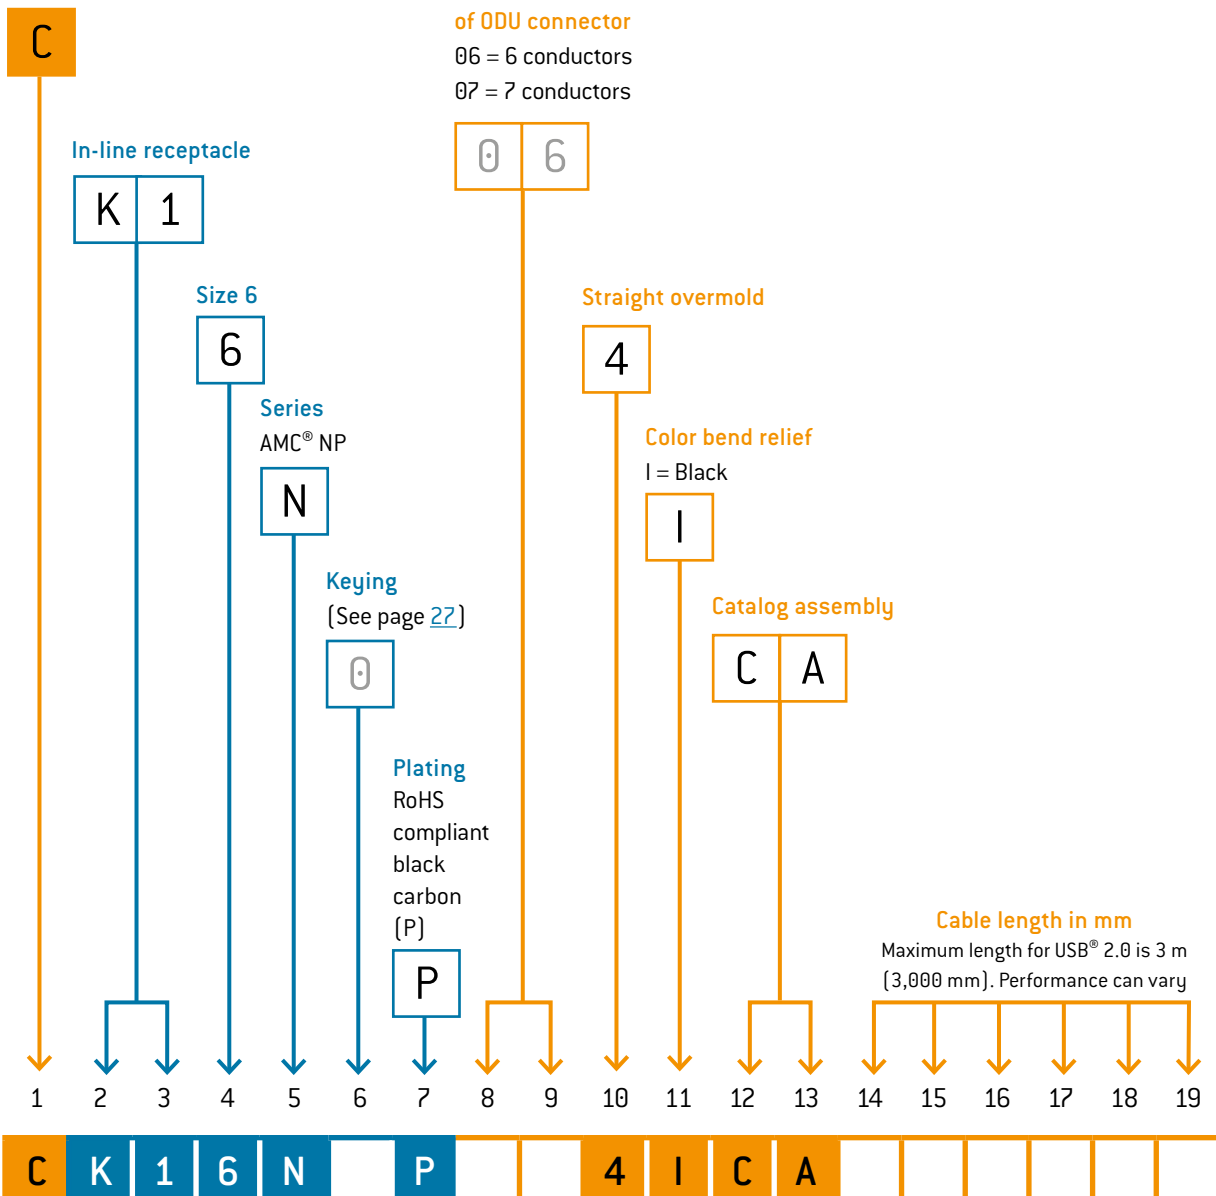 C
of ODU connector
06 = 6 conductors
07 = 7 conductors
0 6
In-line receptacle
K 1
Size 6
6
Straight overmold
4
Series
AMC® NP
N
Color bend relief
I = Black
I
Keying
(See page 27)
0
Catalog assembly
C A
Plating
RoHS
compliant
black
carbon
(P)
P
Cable length in mm
Maximum length for USB® 2.0 is 3 m
(3,000 mm). Performance can vary
1 2 3 4 5 6 7 8 9 10 11 12 13 14 15 16 17 18 19
C K 1 6 N P 4 I C A